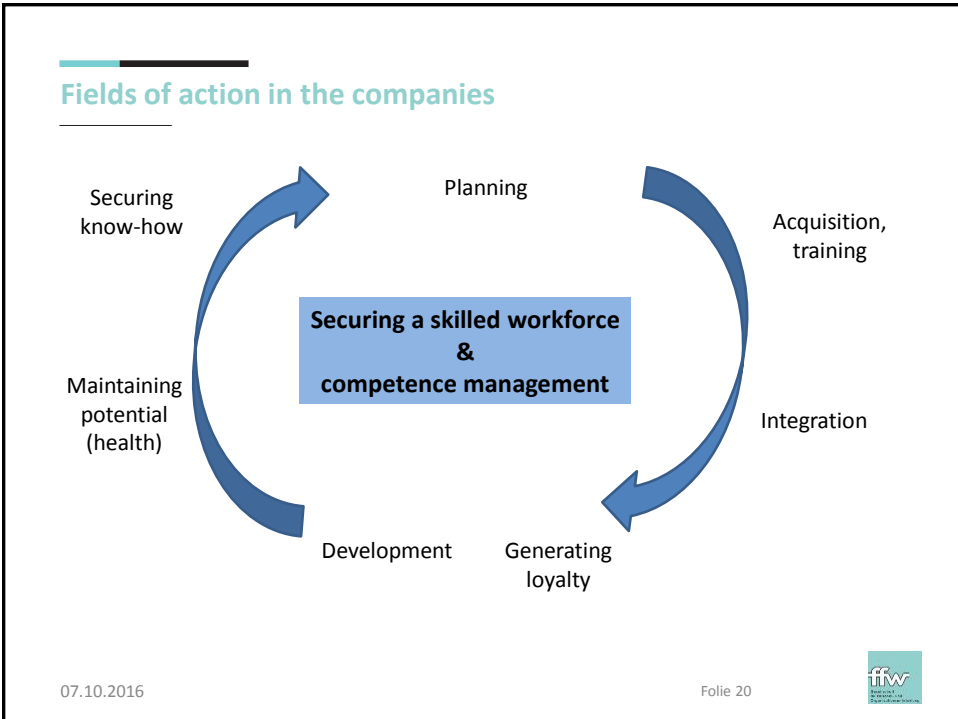 Fields of action in the companies
Planning
Securing
know-how
Acquisition,
training
Securing a skilled workforce
&
competence management
Maintaining
potential
(health)
Integration
Development
Generating
loyalty
07.10.2016
Folie 20
ffw